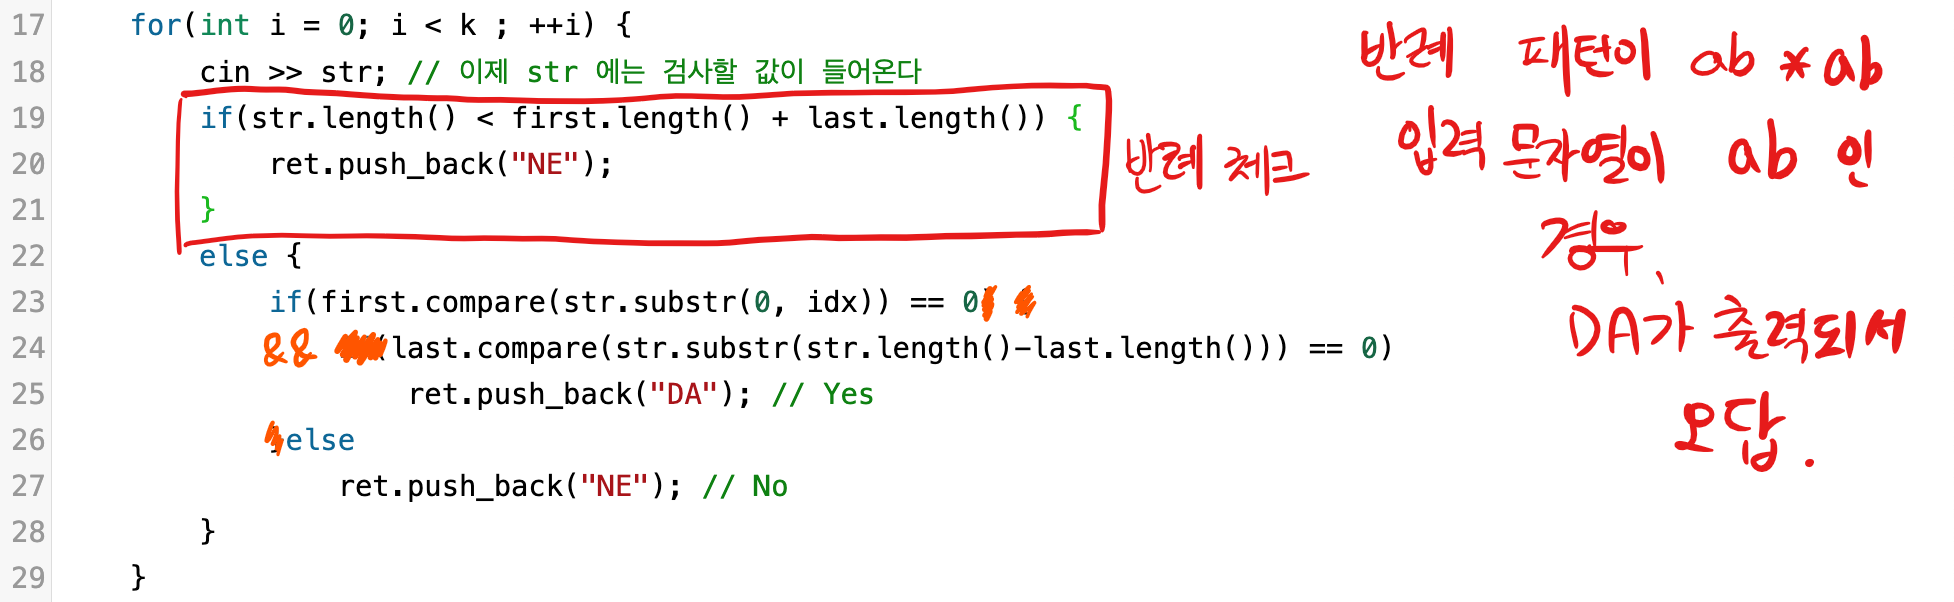 17 for(int i = 0; i < k ; ++i) {
18 cin >> str; // 이제 str 에는 검사할 값이 들어온다
19 if(str.length() < first.length() + last.length()) {
20 ret.push_back("NE");
21 }
22 else {
23 if(first.compare(str.substr(0, idx)) == 0
24 && (last.compare(str.substr(str.length()-last.length())) == 0)
25 ret.push_back("DA"); // Yes
26 else
27 ret.push_back("NE"); // No
28 }
29 }
반례 체크
반례 패턴이 ab *ab
입력 문자열이 ab 인
경우,
DA가 출력되서
오답.